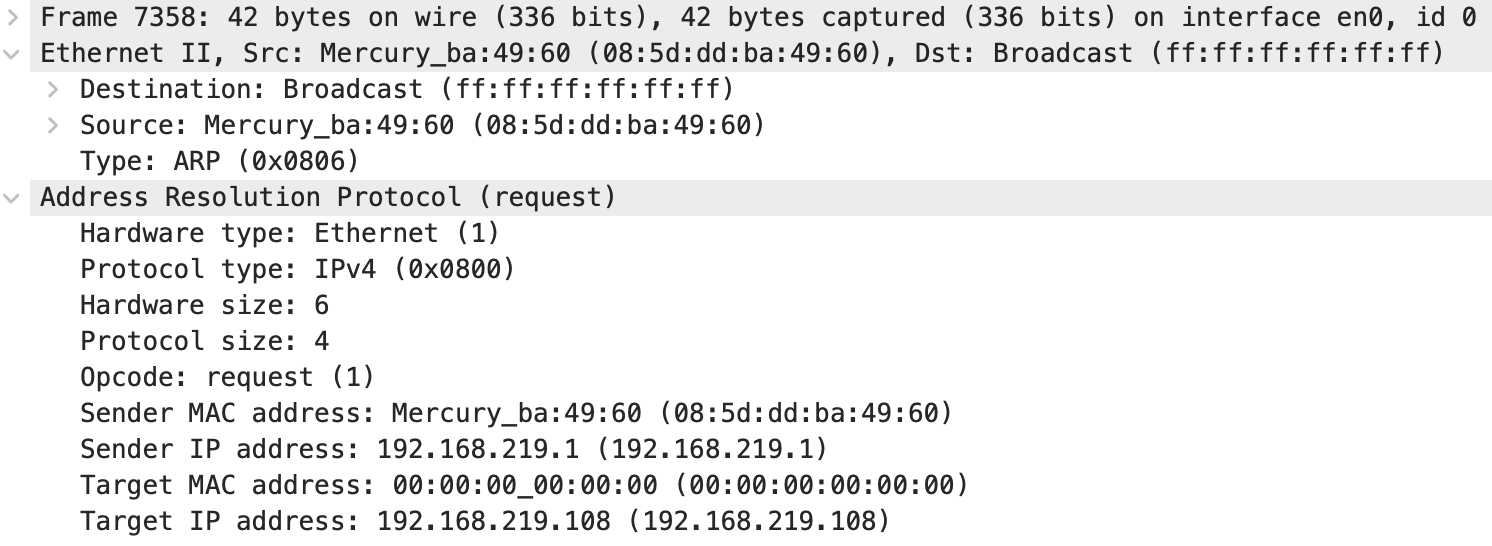 Frame 7358: 42 bytes on wire (336 bits), 42 bytes captured (336 bits) on interface en0, id 0
Ethernet II, Src: Mercury_ba:49:60 (08:5d:dd:ba:49:60), Dst: Broadcast (ff:ff:ff:ff:ff:ff)
Destination: Broadcast (ff:ff:ff:ff:ff:ff)
Source: Mercury_ba:49:60 (08:5d:dd:ba:49:60)
Type: ARP (0x0806)
Address Resolution Protocol (request)
Hardware type: Ethernet (1)
Protocol type: IPv4 (0x0800)
Hardware size: 6
Protocol size: 4
Opcode: request (1)
Sender MAC address: Mercury_ba:49:60 (08:5d:dd:ba:49:60)
Sender IP address: 192.168.219.1 (192.168.219.1)
Target MAC address: 00:00:00_00:00:00 (00:00:00:00:00:00)
Target IP address: 192.168.219.108 (192.168.219.108)